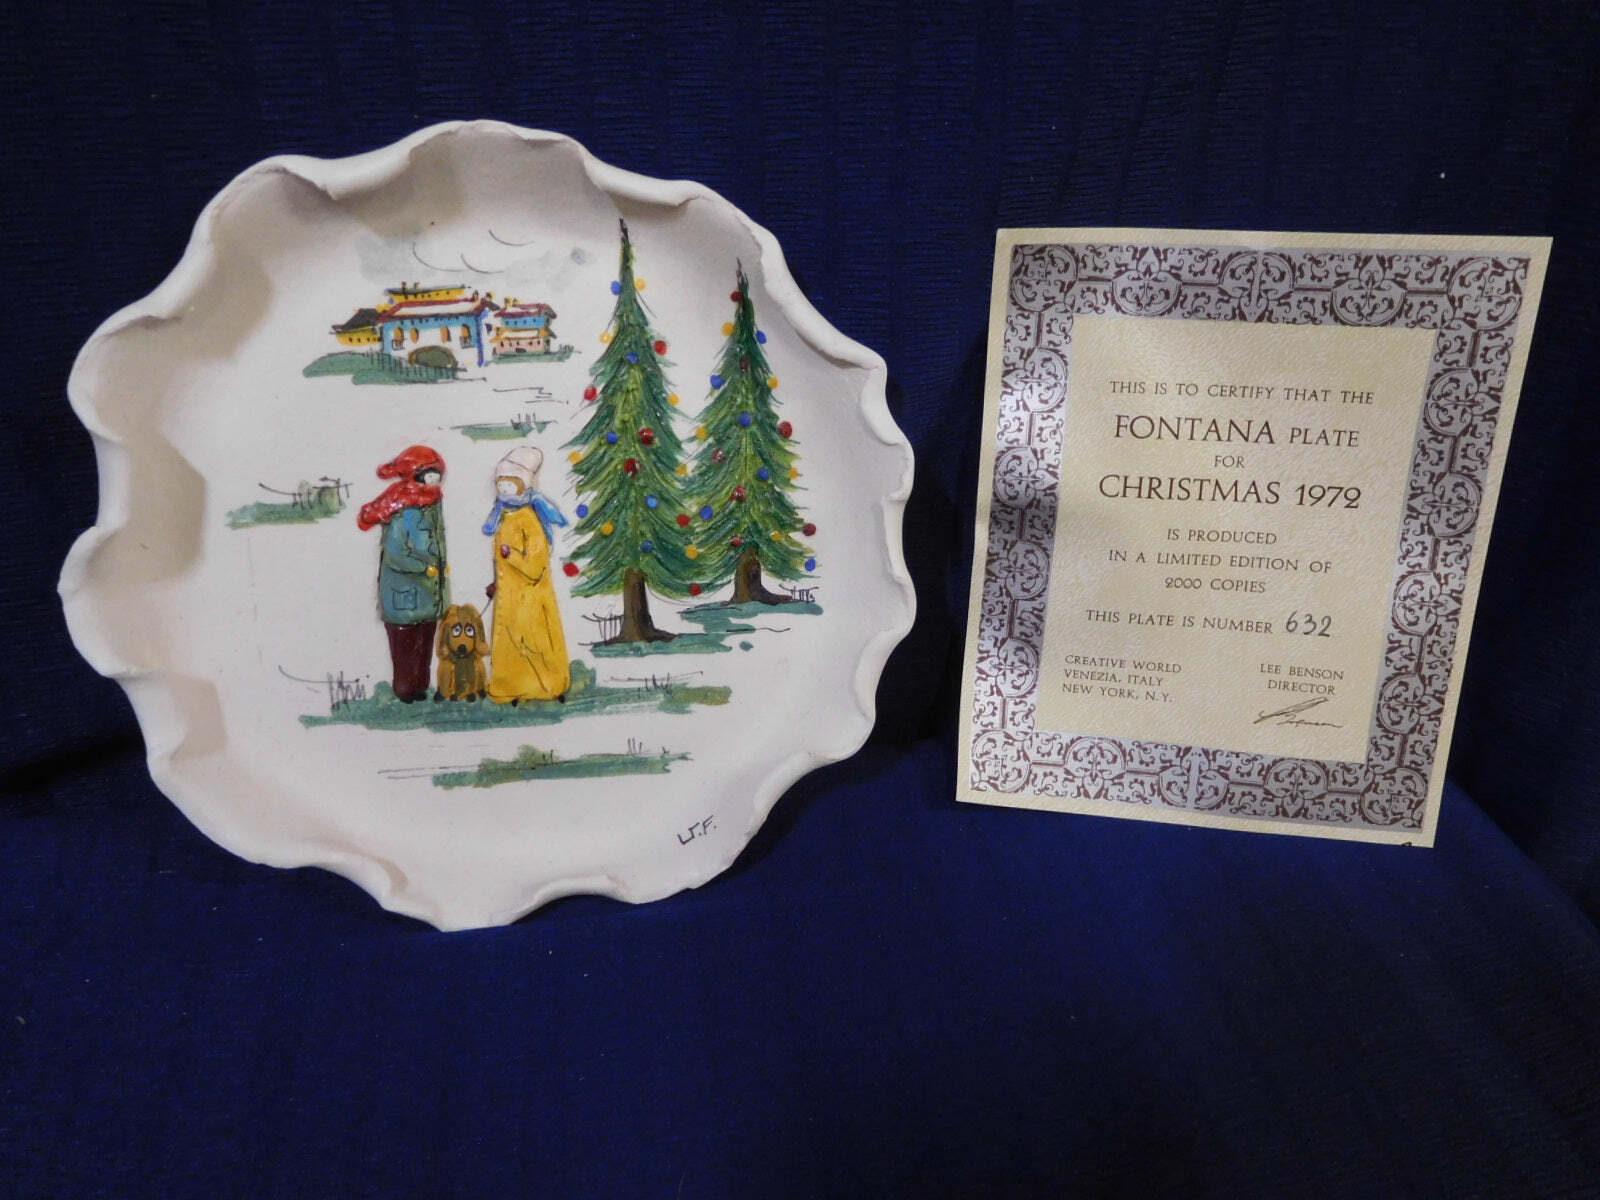 V.F.
THIS IS TO CERTIFY THAT THE
FONTANA PLATE
FOR
CHRISTMAS 1972
IS PRODUCED
IN A LIMITED EDITION OF
2000 COPIES
THIS PLATE IS NUMBER 632
CREATIVE WORLD
VENEZIA, ITALY
NEW YORK, N.Y.
LEE BENSON
DIRECTOR